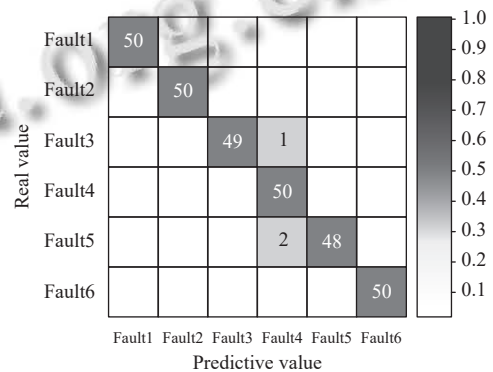 Fault1 50 1.0
0.9
Fault2 50 0.8
0.7
Fault3 49 1 0.6
Real value
Fault4 50 0.5
0.4
Fault5 2 48 0.3
0.2
Fault6 50 0.1
Fault1 Fault2 Fault3 Fault4 Fault5 Fault6
Predictive value